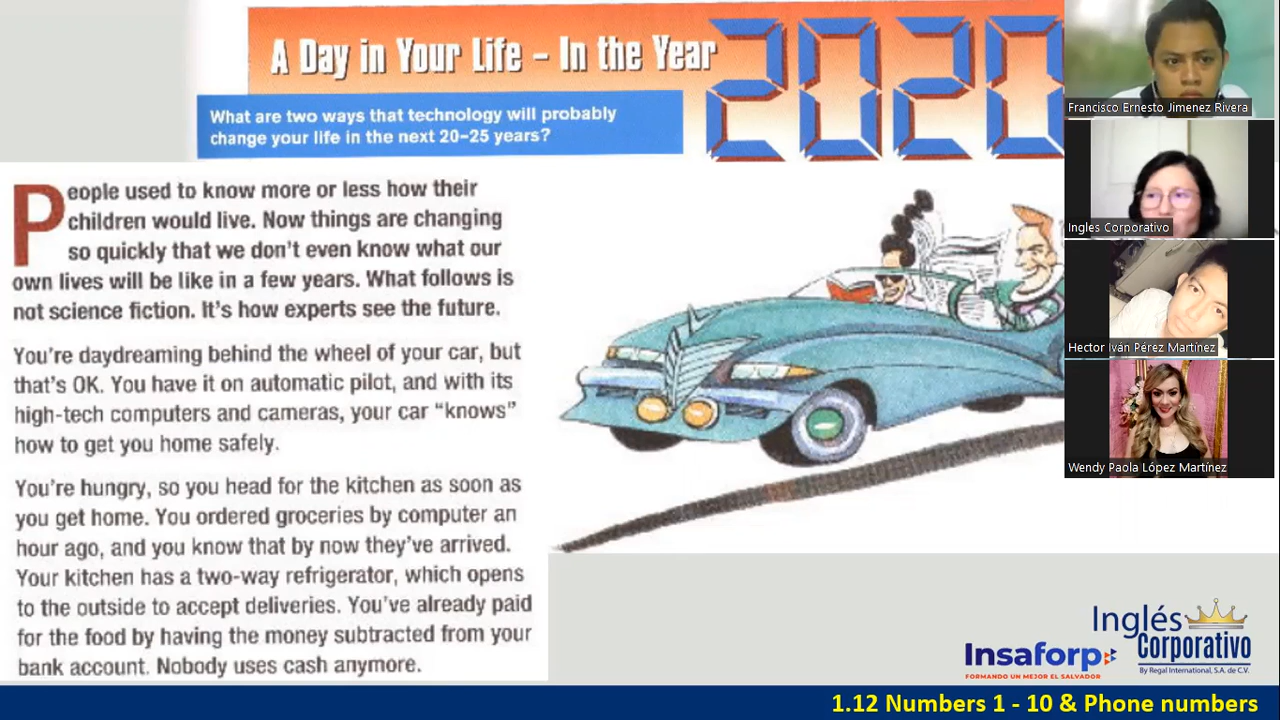 A Day in Your Life – In the Year 2020
What are two ways that technology will probably
change your life in the next 20–25 years?
People used to know more or less how their
children would live. Now things are changing
so quickly that we don't even know what our
own lives will be like in a few years. What follows is
not science fiction. It's how experts see the future.
You're daydreaming behind the wheel of your car, but
that's OK. You have it on automatic pilot, and with its
high-tech computers and cameras, your car “knows”
how to get you home safely.
You're hungry, so you head for the kitchen as soon as
you get home. You ordered groceries by computer an
hour ago, and you know that by now they've arrived.
Your kitchen has a two-way refrigerator, which opens
to the outside to accept deliveries. You've already paid
for the food by having the money subtracted from your
bank account. Nobody uses cash anymore.
Francisco Ernesto Jimenez Rivera
Ingles Corporativo
Hector Iván Pérez Martínez
Wendy Paola López Martínez
Insaforp
FORMANDO UN MEJOR EL SALVADOR
Inglés
Corporativo
By Regal International, S.A. de C.V.
1.12 Numbers 1 - 10 & Phone numbers